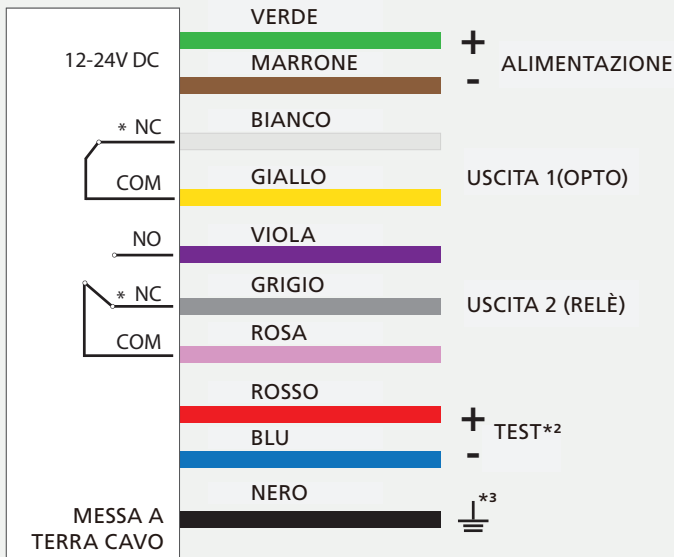 VERDE
12-24V DC
+
ALIMENTAZIONE
MARRONE
-
* NC
BIANCO
COM
GIALLO
USCITA 1(OPTO)
NO
VIOLA
* NC
GRIGIO
USCITA 2 (RELÈ)
COM
ROSA
ROSSO
+
TEST*²
BLU
-
NERO
*³
MESSA A
TERRA CAVO